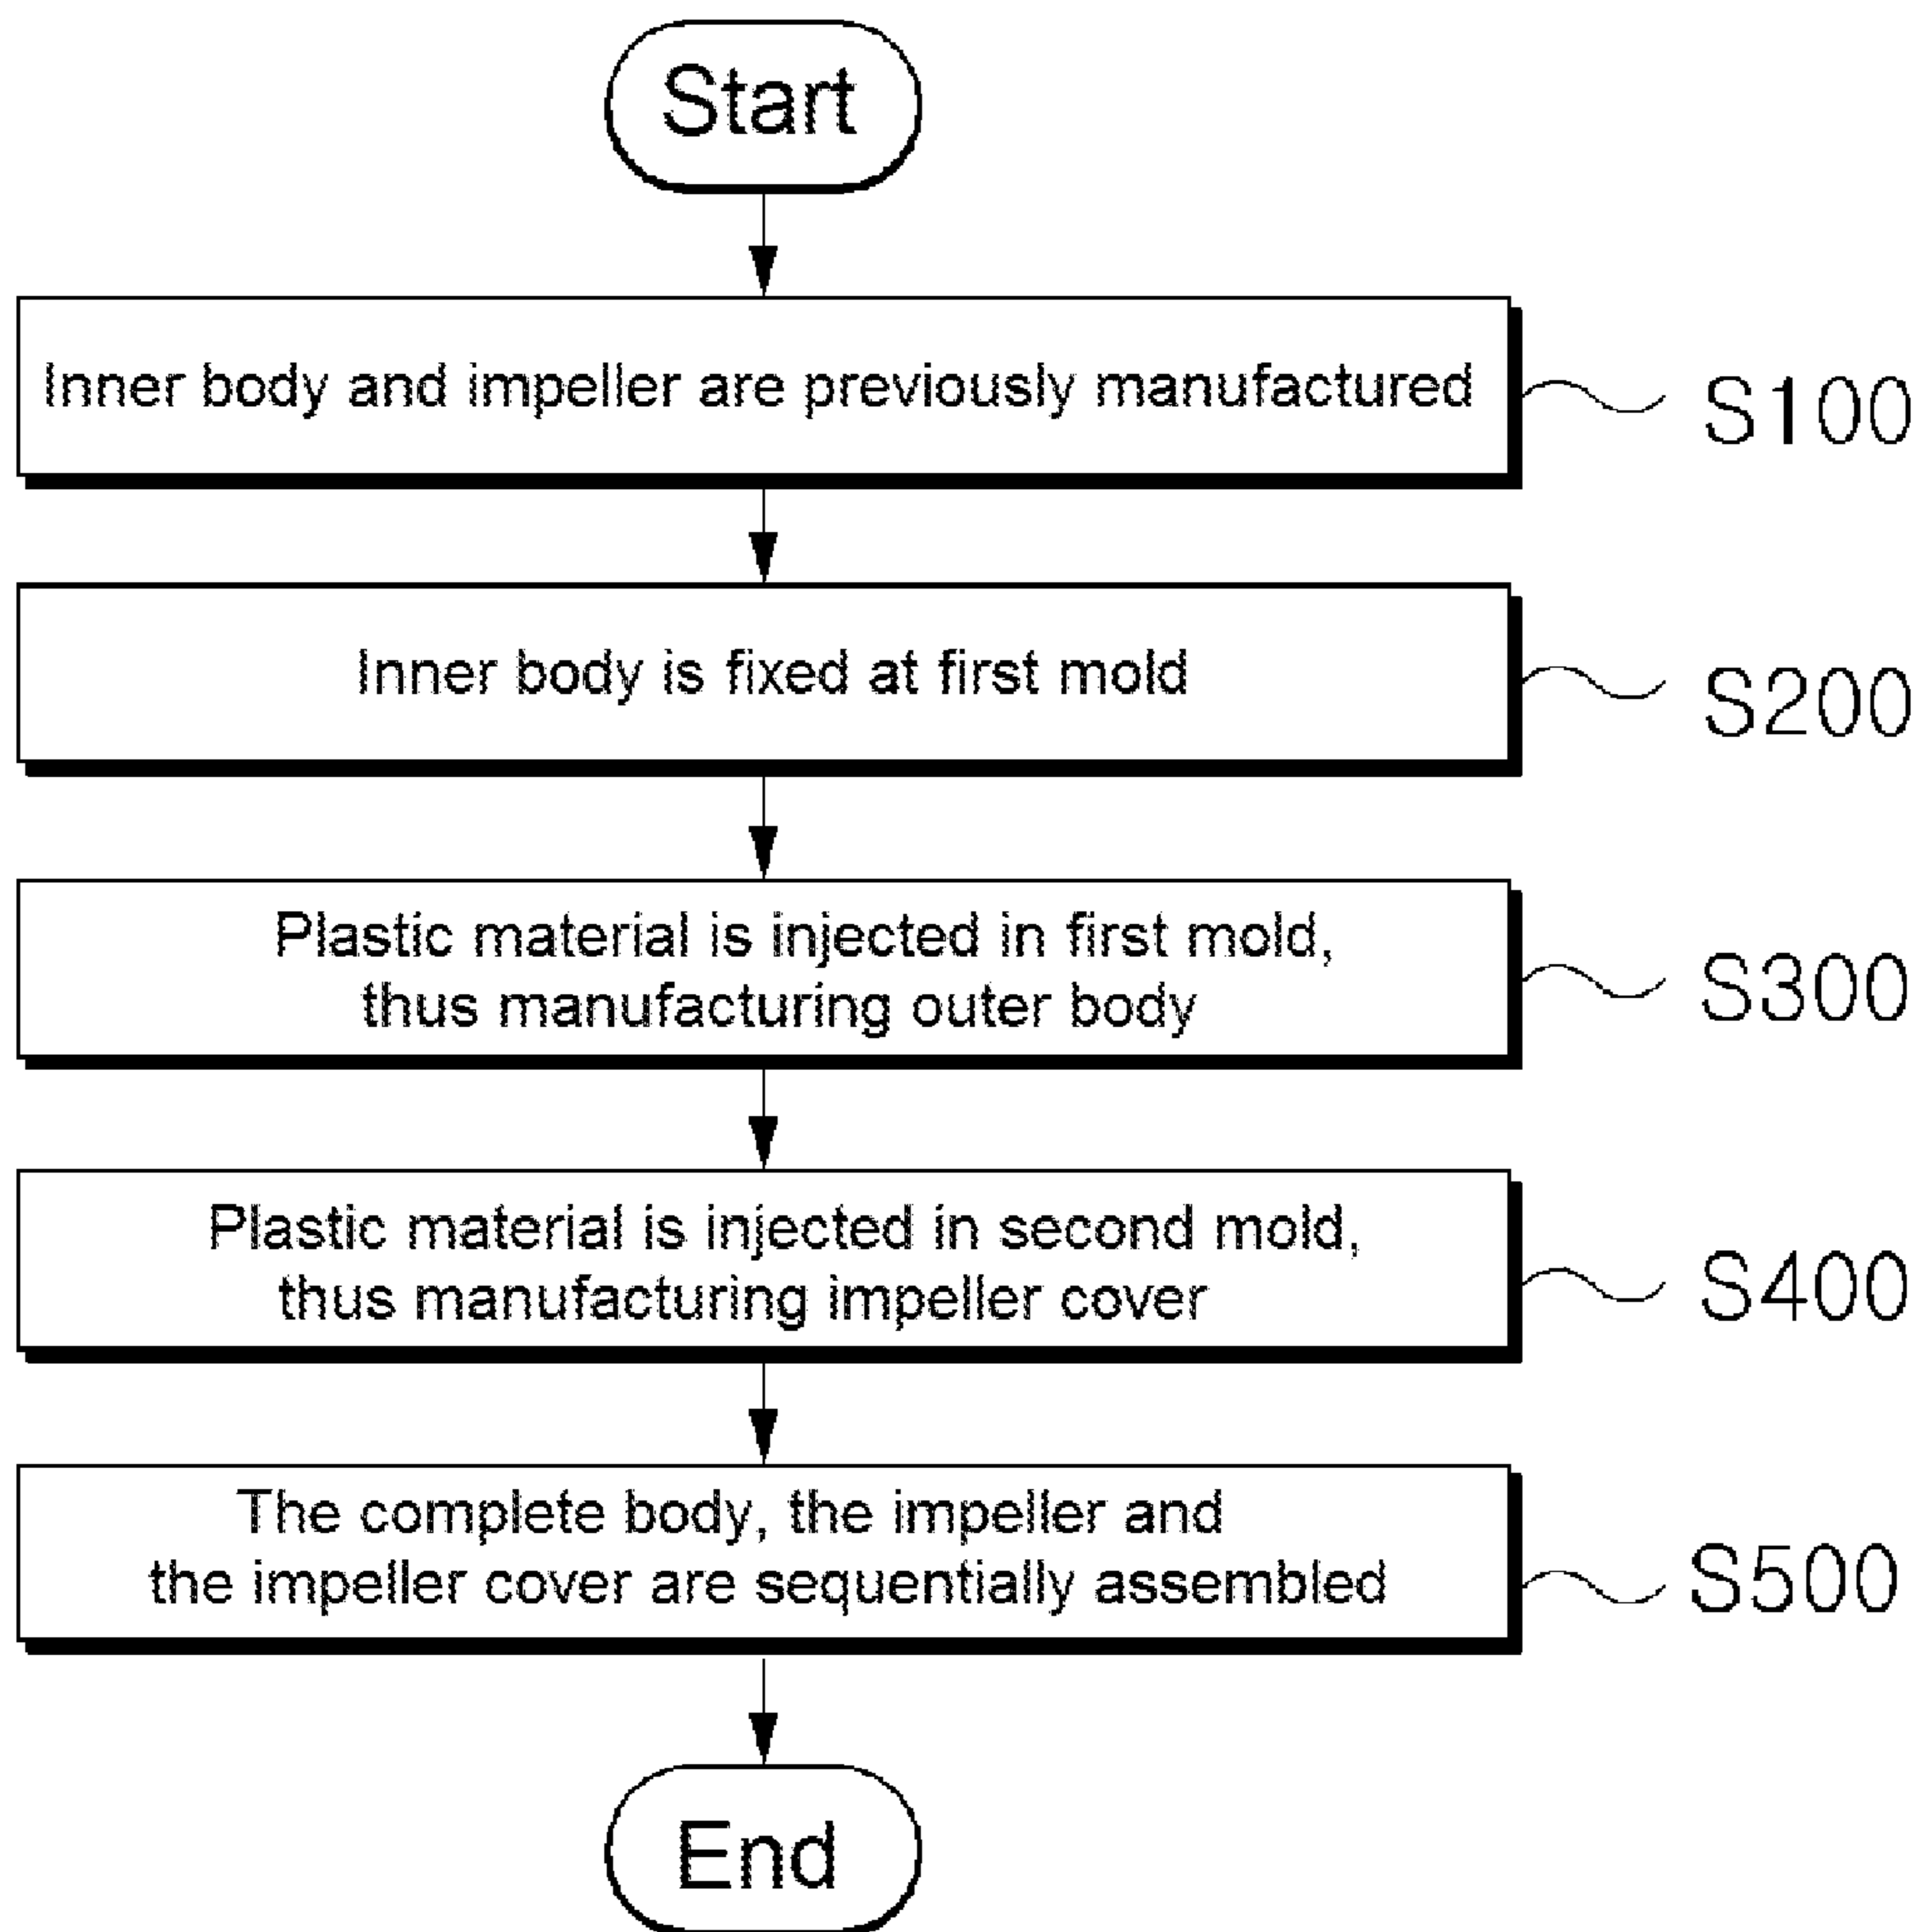 Start
Inner body and impeller are previously manufactured
S100
Inner body is fixed at first mold
S200
Plastic material is injected in first mold,
thus manufacturing outer body
S300
Plastic material is injected in second mold,
thus manufacturing impeller cover
S400
The complete body, the impeller and
the impeller cover are sequentially assembled
S500
End